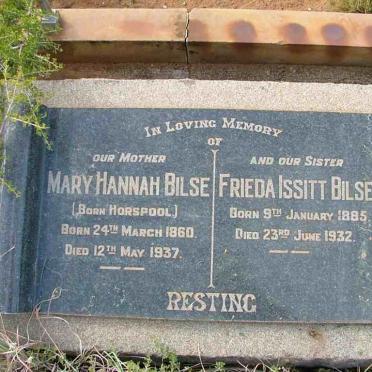 In Loving Memory
of
our Mother
Mary Hannah Bilse
(Born Horspool)
Born 24th March 1860
Died 12th May 1937.
and our Sister
Frieda Issitt Bilse
Born 9th January 1885
Died 23rd June 1932.
Resting